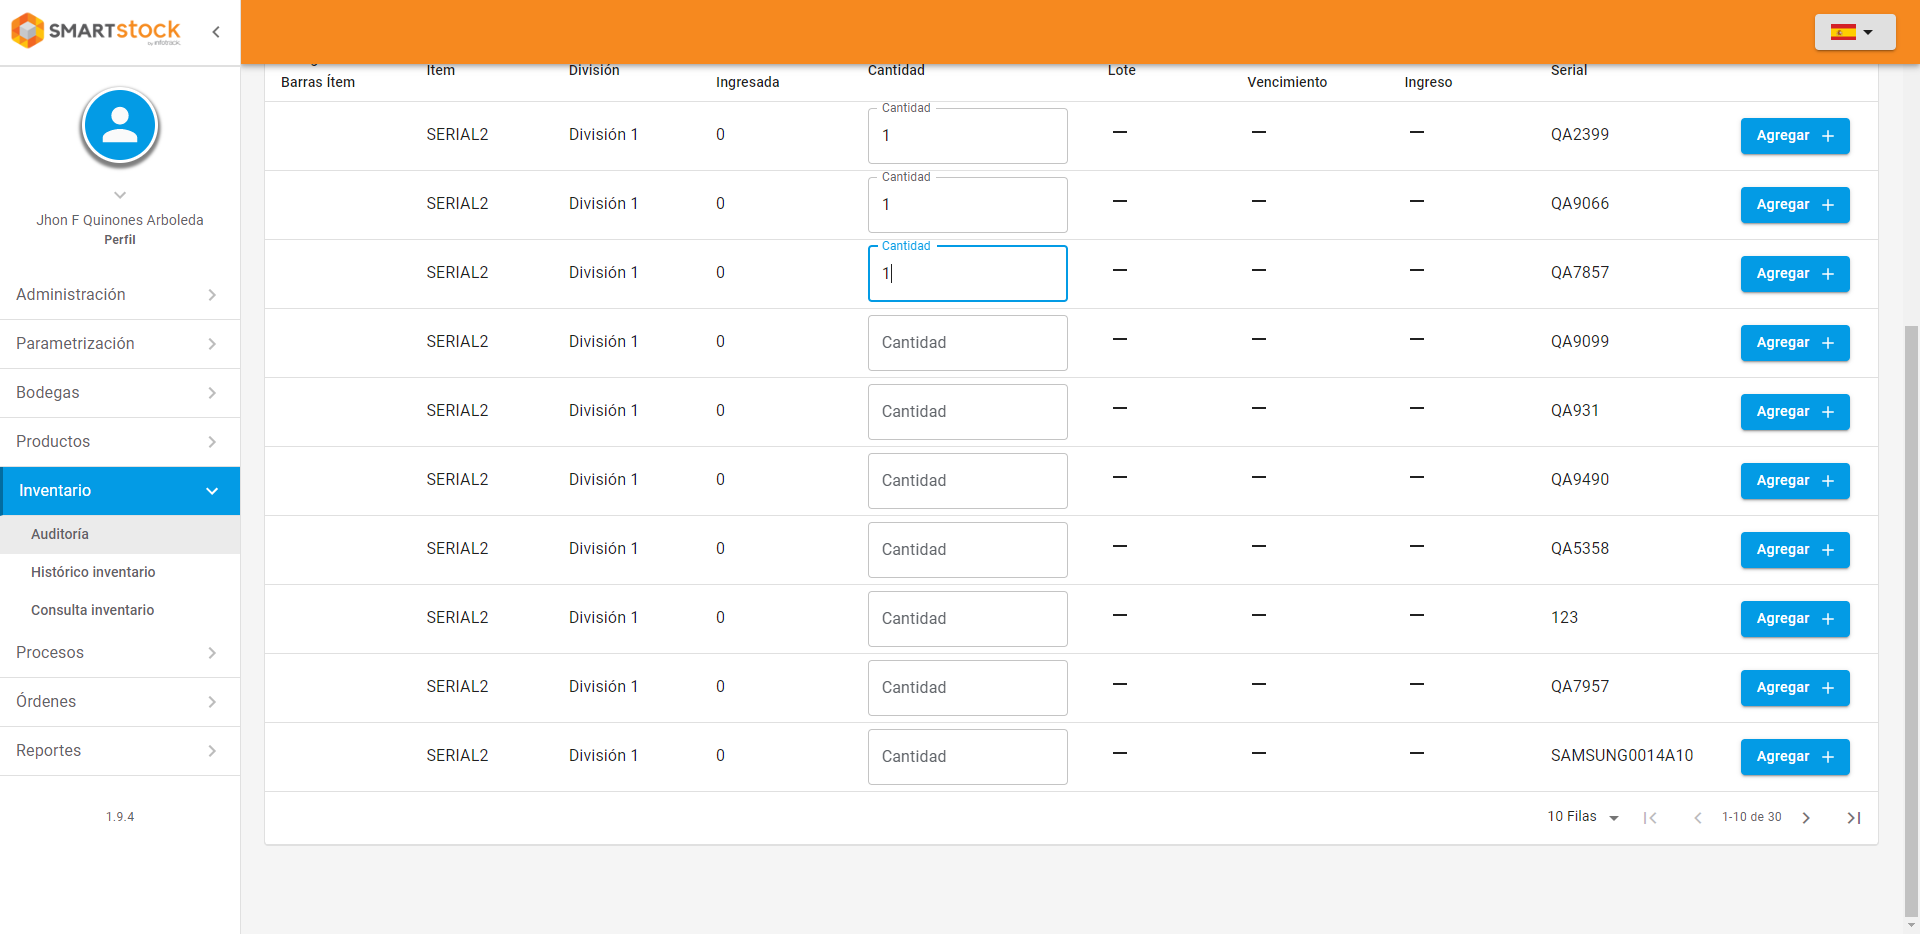 SMARTstock
by infotrack
Jhon F Quinones Arboleda
Perfil
Administración
Parametrización
Bodegas
Productos
Inventario
Auditoría
Histórico inventario
Consulta inventario
Procesos
Órdenes
Reportes
1.9.4
Barras Ítem Item División Ingresada Cantidad Lote Vencimiento Ingreso Serial
Cantidad
SERIAL2 División 1 0 1 — — — QA2399 Agregar +
Cantidad
SERIAL2 División 1 0 1 — — — QA9066 Agregar +
Cantidad
SERIAL2 División 1 0 1 — — — QA7857 Agregar +
SERIAL2 División 1 0 Cantidad — — — QA9099 Agregar +
SERIAL2 División 1 0 Cantidad — — — QA931 Agregar +
SERIAL2 División 1 0 Cantidad — — — QA9490 Agregar +
SERIAL2 División 1 0 Cantidad — — — QA5358 Agregar +
SERIAL2 División 1 0 Cantidad — — — 123 Agregar +
SERIAL2 División 1 0 Cantidad — — — QA7957 Agregar +
SERIAL2 División 1 0 Cantidad — — — SAMSUNG0014A10 Agregar +
10 Filas 1-10 de 30